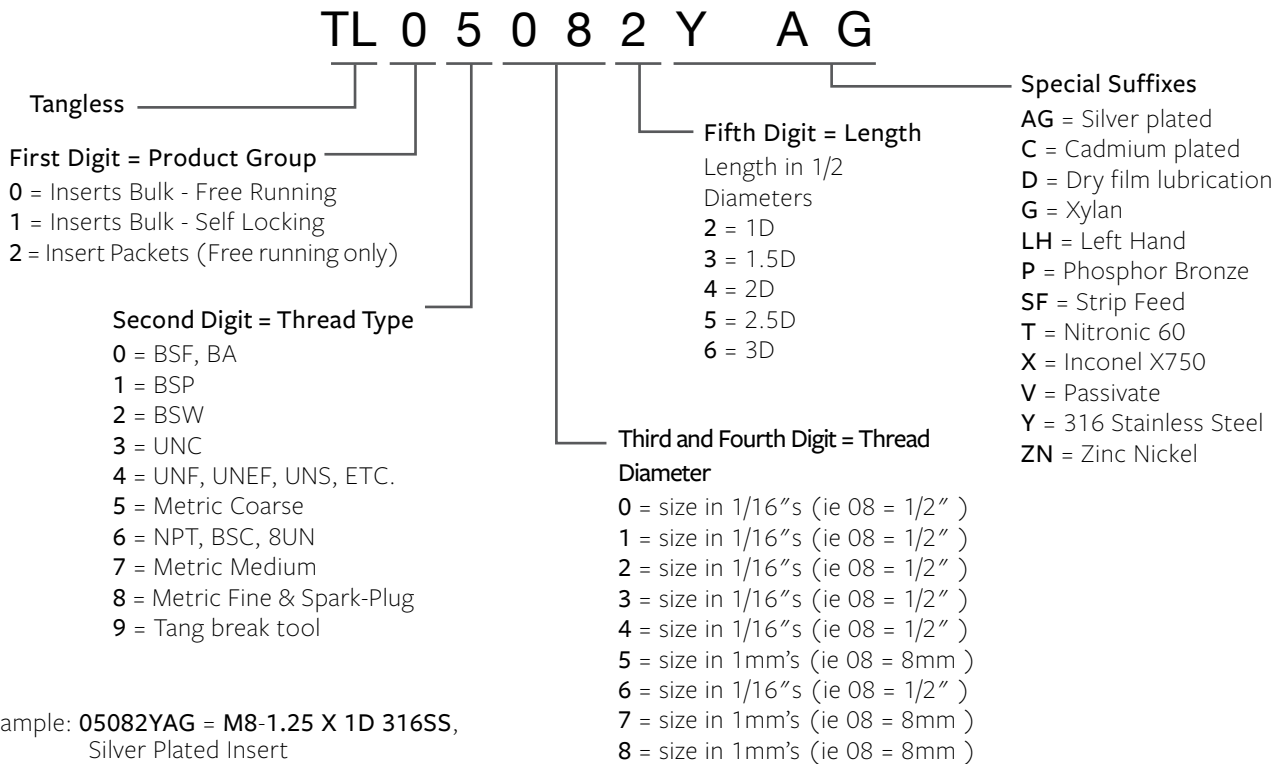 TL 0 5 0 8 2 Y A G
Tangless
First Digit = Product Group
0 = Inserts Bulk - Free Running
1 = Inserts Bulk - Self Locking
2 = Insert Packets (Free running only)
Second Digit = Thread Type
0 = BSF, BA
1 = BSP
2 = BSW
3 = UNC
4 = UNF, UNEF, UNS, ETC.
5 = Metric Coarse
6 = NPT, BSC, 8UN
7 = Metric Medium
8 = Metric Fine & Spark-Plug
9 = Tang break tool
ample: 05082YAG = M8-1.25 X 1D 316SS,
Silver Plated Insert
Fifth Digit = Length
Length in 1/2
Diameters
2 = 1D
3 = 1.5D
4 = 2D
5 = 2.5D
6 = 3D
Third and Fourth Digit = Thread
Diameter
0 = size in 1/16″s (ie 08 = 1/2″ )
1 = size in 1/16″s (ie 08 = 1/2″ )
2 = size in 1/16″s (ie 08 = 1/2″ )
3 = size in 1/16″s (ie 08 = 1/2″ )
4 = size in 1/16″s (ie 08 = 1/2″ )
5 = size in 1mm's (ie 08 = 8mm )
6 = size in 1/16″s (ie 08 = 1/2″ )
7 = size in 1mm's (ie 08 = 8mm )
8 = size in 1mm's (ie 08 = 8mm )
Special Suffixes
AG = Silver plated
C = Cadmium plated
D = Dry film lubrication
G = Xylan
LH = Left Hand
P = Phosphor Bronze
SF = Strip Feed
T = Nitronic 60
X = Inconel X750
V = Passivate
Y = 316 Stainless Steel
ZN = Zinc Nickel